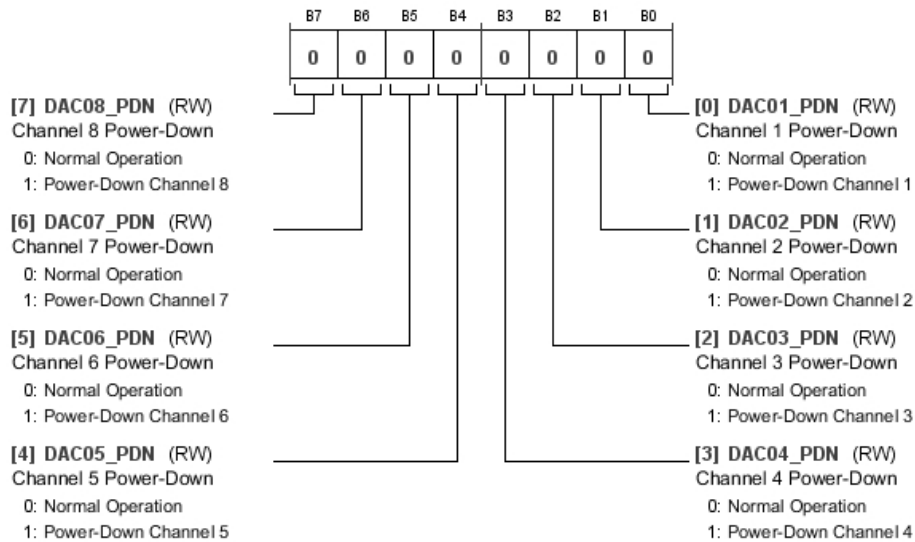 B7 B6 B5 B4 B3 B2 B1 B0
0 0 0 0 0 0 0 0
[7] DAC08_PDN (RW)
Channel 8 Power-Down
0: Normal Operation
1: Power-Down Channel 8
[6] DAC07_PDN (RW)
Channel 7 Power-Down
0: Normal Operation
1: Power-Down Channel 7
[5] DAC06_PDN (RW)
Channel 6 Power-Down
0: Normal Operation
1: Power-Down Channel 6
[4] DAC05_PDN (RW)
Channel 5 Power-Down
0: Normal Operation
1: Power-Down Channel 5
[0] DAC01_PDN (RW)
Channel 1 Power-Down
0: Normal Operation
1: Power-Down Channel 1
[1] DAC02_PDN (RW)
Channel 2 Power-Down
0: Normal Operation
1: Power-Down Channel 2
[2] DAC03_PDN (RW)
Channel 3 Power-Down
0: Normal Operation
1: Power-Down Channel 3
[3] DAC04_PDN (RW)
Channel 4 Power-Down
0: Normal Operation
1: Power-Down Channel 4